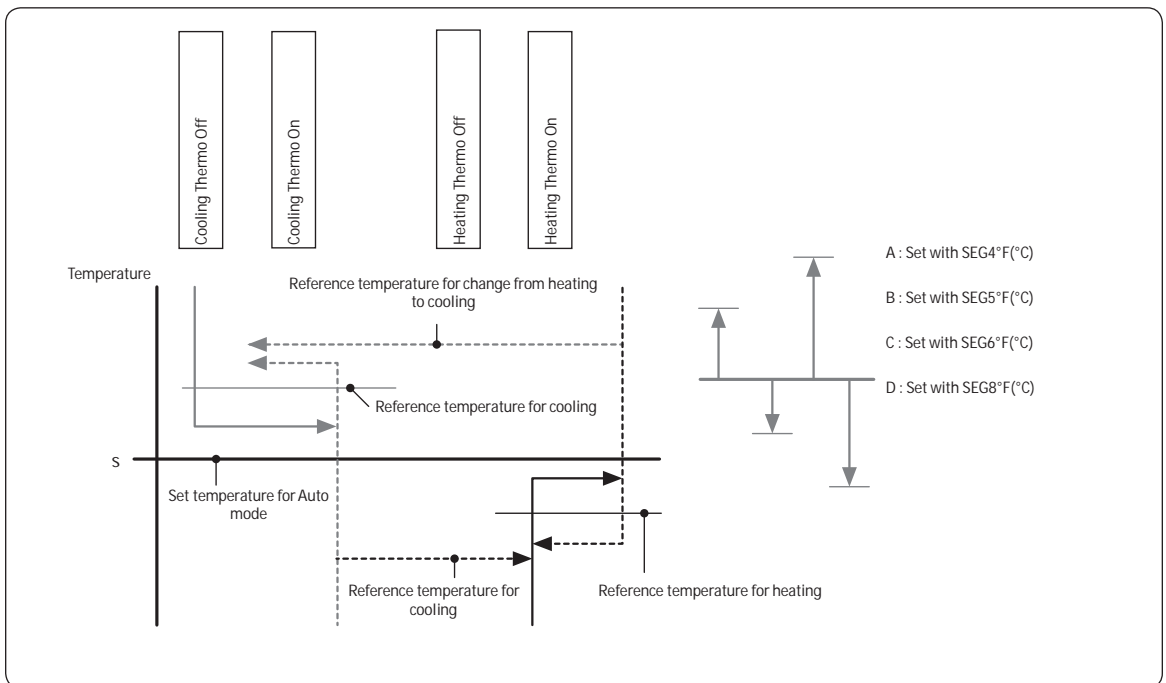 Cooling Thermo Off
Cooling Thermo On
Heating Thermo Off
Heating Thermo On
Temperature
Reference temperature for change from heating
to cooling
Reference temperature for cooling
S
Set temperature for Auto
mode
Reference temperature for
cooling
Reference temperature for heating
A : Set with SEG4°F(°C)
B : Set with SEG5°F(°C)
C : Set with SEG6°F(°C)
D : Set with SEG8°F(°C)